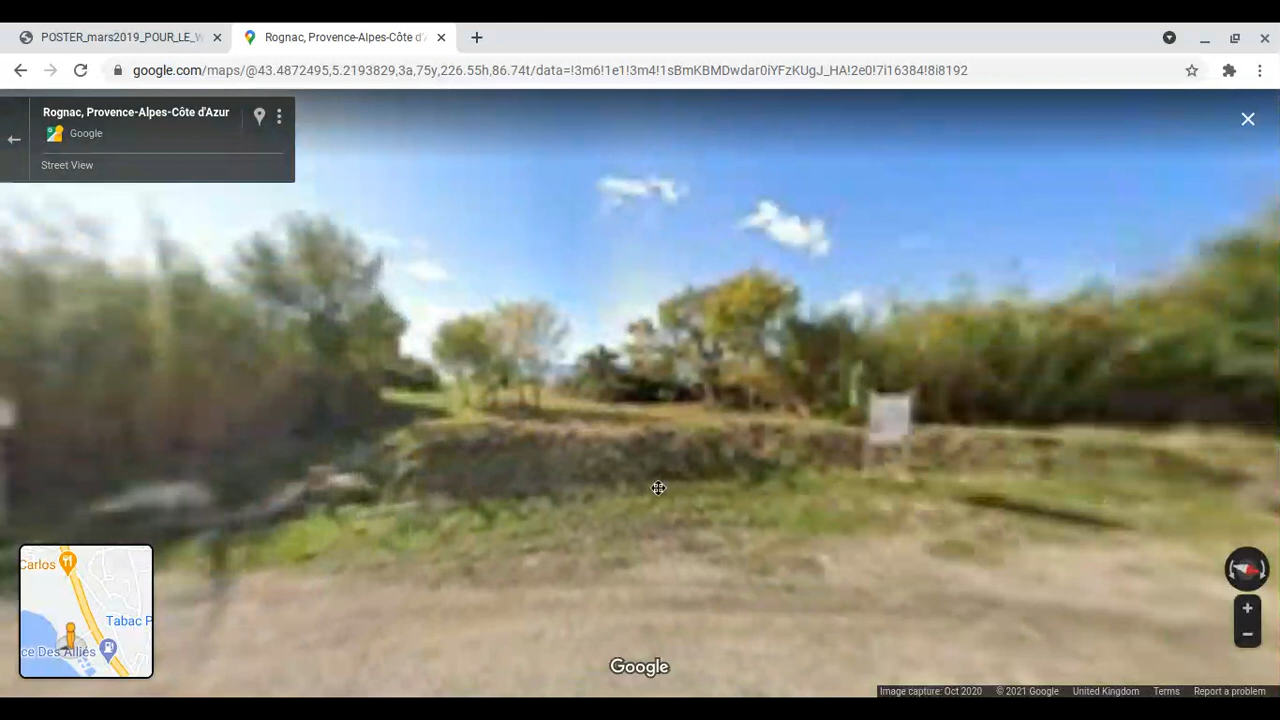 POSTER_mars2019_POUR_LE_W
Rognac, Provence-Alpes-Côte d'A
google.com/maps/@43.4872495,5.2193829,3a,75y,226.55h,86.74t/data=!3m6!1e1!3m4!1sBmKBMDwdar0iYFzKUgJ_HA!2e0!7i16384!8i8192
Rognac, Provence-Alpes-Côte d'Azur
Google
Street View
Carlos
Tabac P
ce Des Alliés
Google
Image capture: Oct 2020 © 2021 Google United Kingdom Terms Report a problem